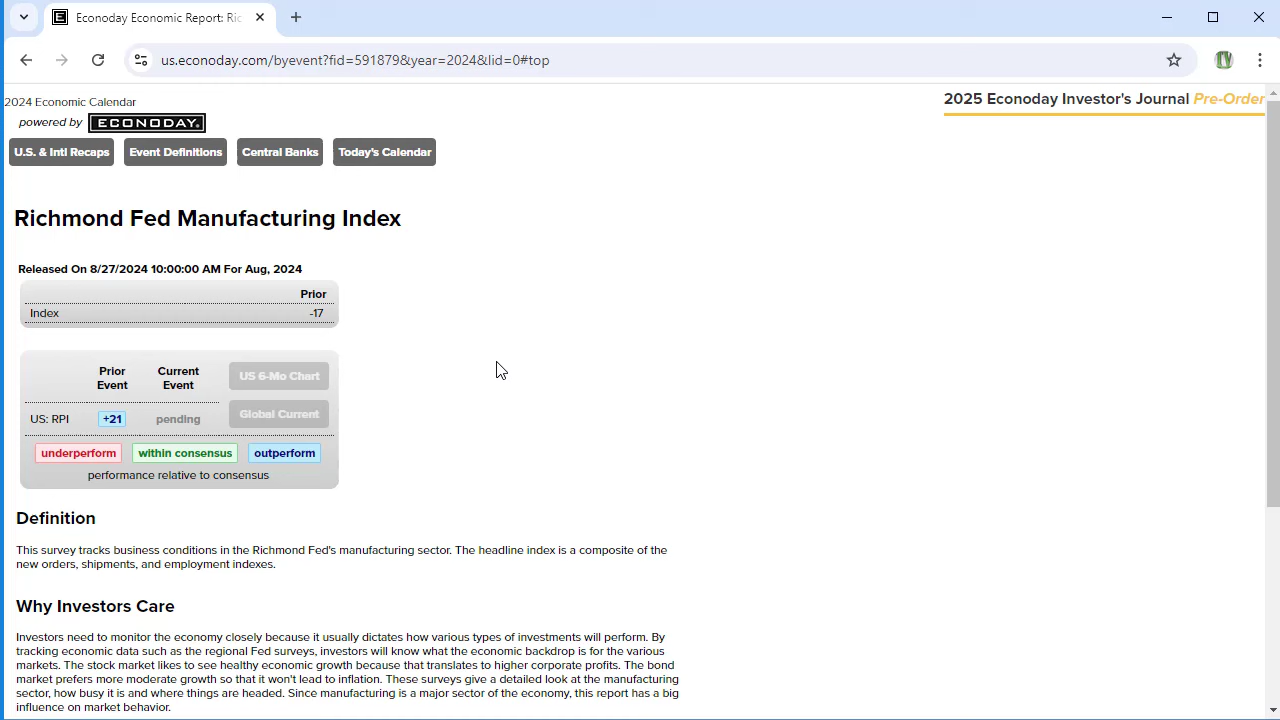 Econoday Economic Report: Ric
us.econoday.com/byevent?fid=591879&year=2024&lid=0#top
2024 Economic Calendar
powered by ECONODAY.
2025 Econoday Investor's Journal Pre-Order
U.S. & Intl Recaps
Event Definitions
Central Banks
Today's Calendar
Richmond Fed Manufacturing Index
Released On 8/27/2024 10:00:00 AM For Aug, 2024
Prior
Index -17
Prior Event
Current Event
US 6-Mo Chart
Global Current
US: RPI +21 pending
underperform within consensus outperform
performance relative to consensus
Definition
This survey tracks business conditions in the Richmond Fed's manufacturing sector. The headline index is a composite of the
new orders, shipments, and employment indexes.
Why Investors Care
Investors need to monitor the economy closely because it usually dictates how various types of investments will perform. By
tracking economic data such as the regional Fed surveys, investors will know what the economic backdrop is for the various
markets. The stock market likes to see healthy economic growth because that translates to higher corporate profits. The bond
market prefers more moderate growth so that it won't lead to inflation. These surveys give a detailed look at the manufacturing
sector, how busy it is and where things are headed. Since manufacturing is a major sector of the economy, this report has a big
influence on market behavior.